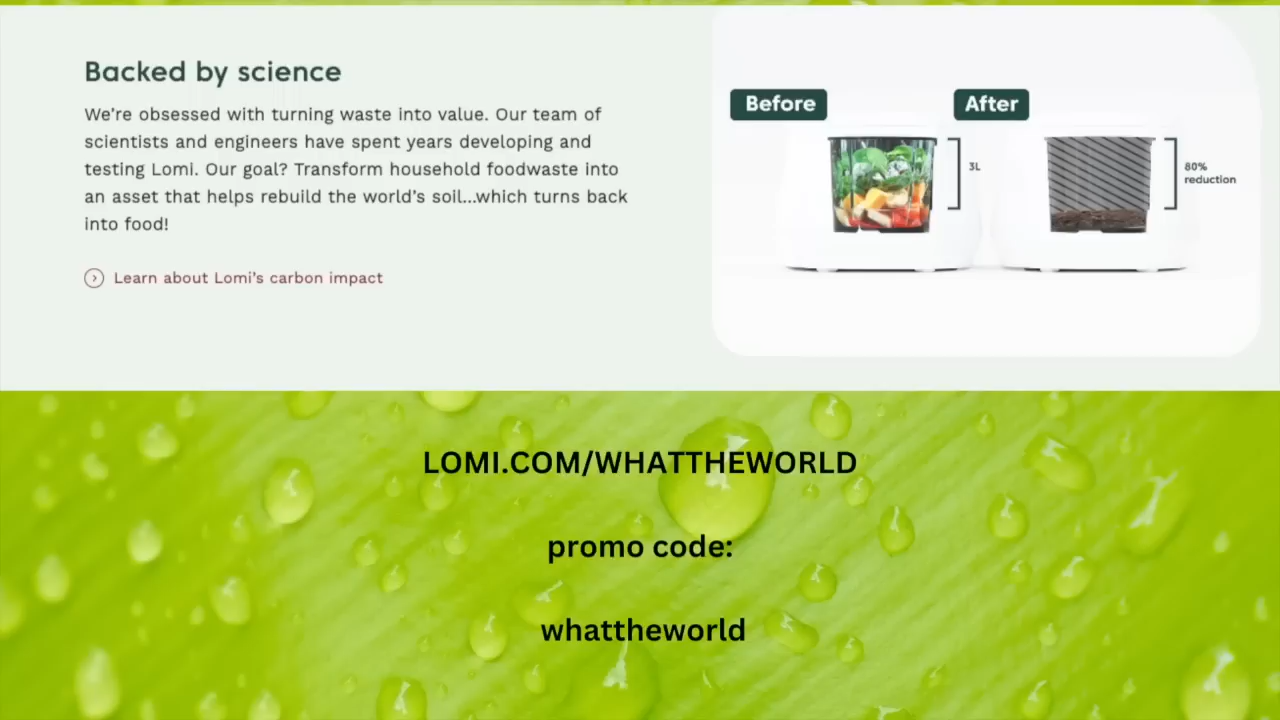 Backed by science
We're obsessed with turning waste into value. Our team of
scientists and engineers have spent years developing and
testing Lomi. Our goal? Transform household foodwaste into
an asset that helps rebuild the world's soil...which turns back
into food!
Learn about Lomi's carbon impact
Before
After
3L
80%
reduction
LOMI.COM/WHATTHEWORLD
promo code:
whattheworld